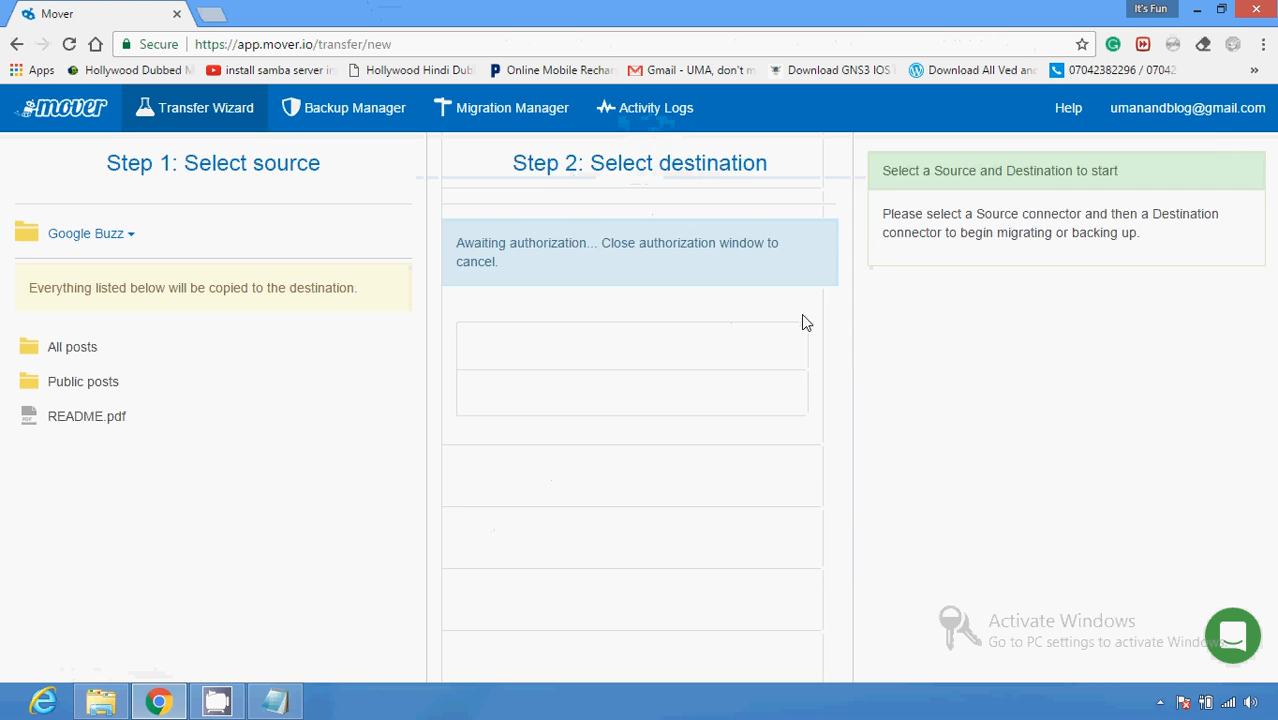 Mover
It's Fun
Secure
https://app.mover.io/transfer/new
Apps
Hollywood Dubbed M
install samba server in
Hollywood Hindi Dub
Online Mobile Rechar
Gmail - UMA, don't m
Download GNS3 IOS
Download All Ved and
07042382296 / 07042
»
mover
Transfer Wizard
Backup Manager
Migration Manager
Activity Logs
Help
umanandblog@gmail.com
Step 1: Select source
Google Buzz
Everything listed below will be copied to the destination.
All posts
Public posts
README.pdf
Step 2: Select destination
Awaiting authorization... Close authorization window to
cancel.
Select a Source and Destination to start
Please select a Source connector and then a Destination
connector to begin migrating or backing up.
Activate Windows
Go to PC settings to activate Windows.